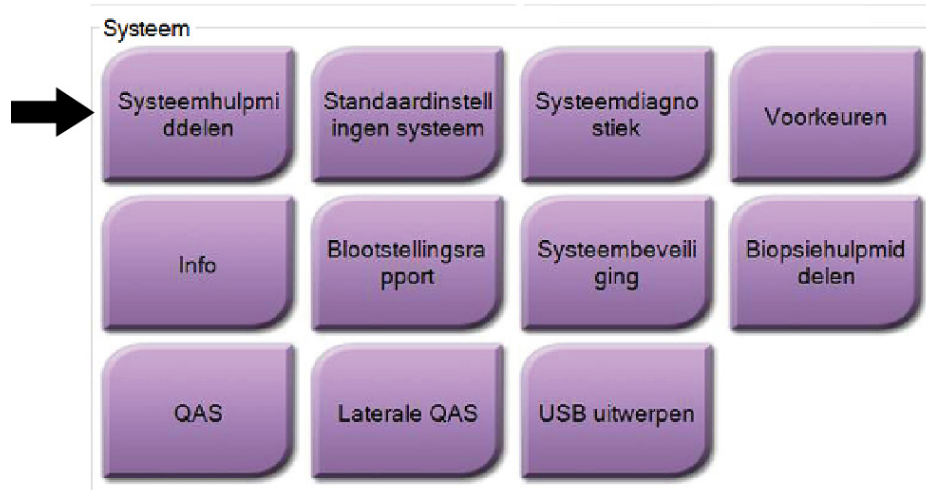 Systeem
Systeemhulpmi
ddelen
Standaardinstell
ingen systeem
Systeemdiagno
stiek
Voorkeuren
Info
Blootstellingsra
pport
Systeembeveili
ging
Biopsiehulpmid
delen
QAS
Laterale QAS
USB uitwerpen